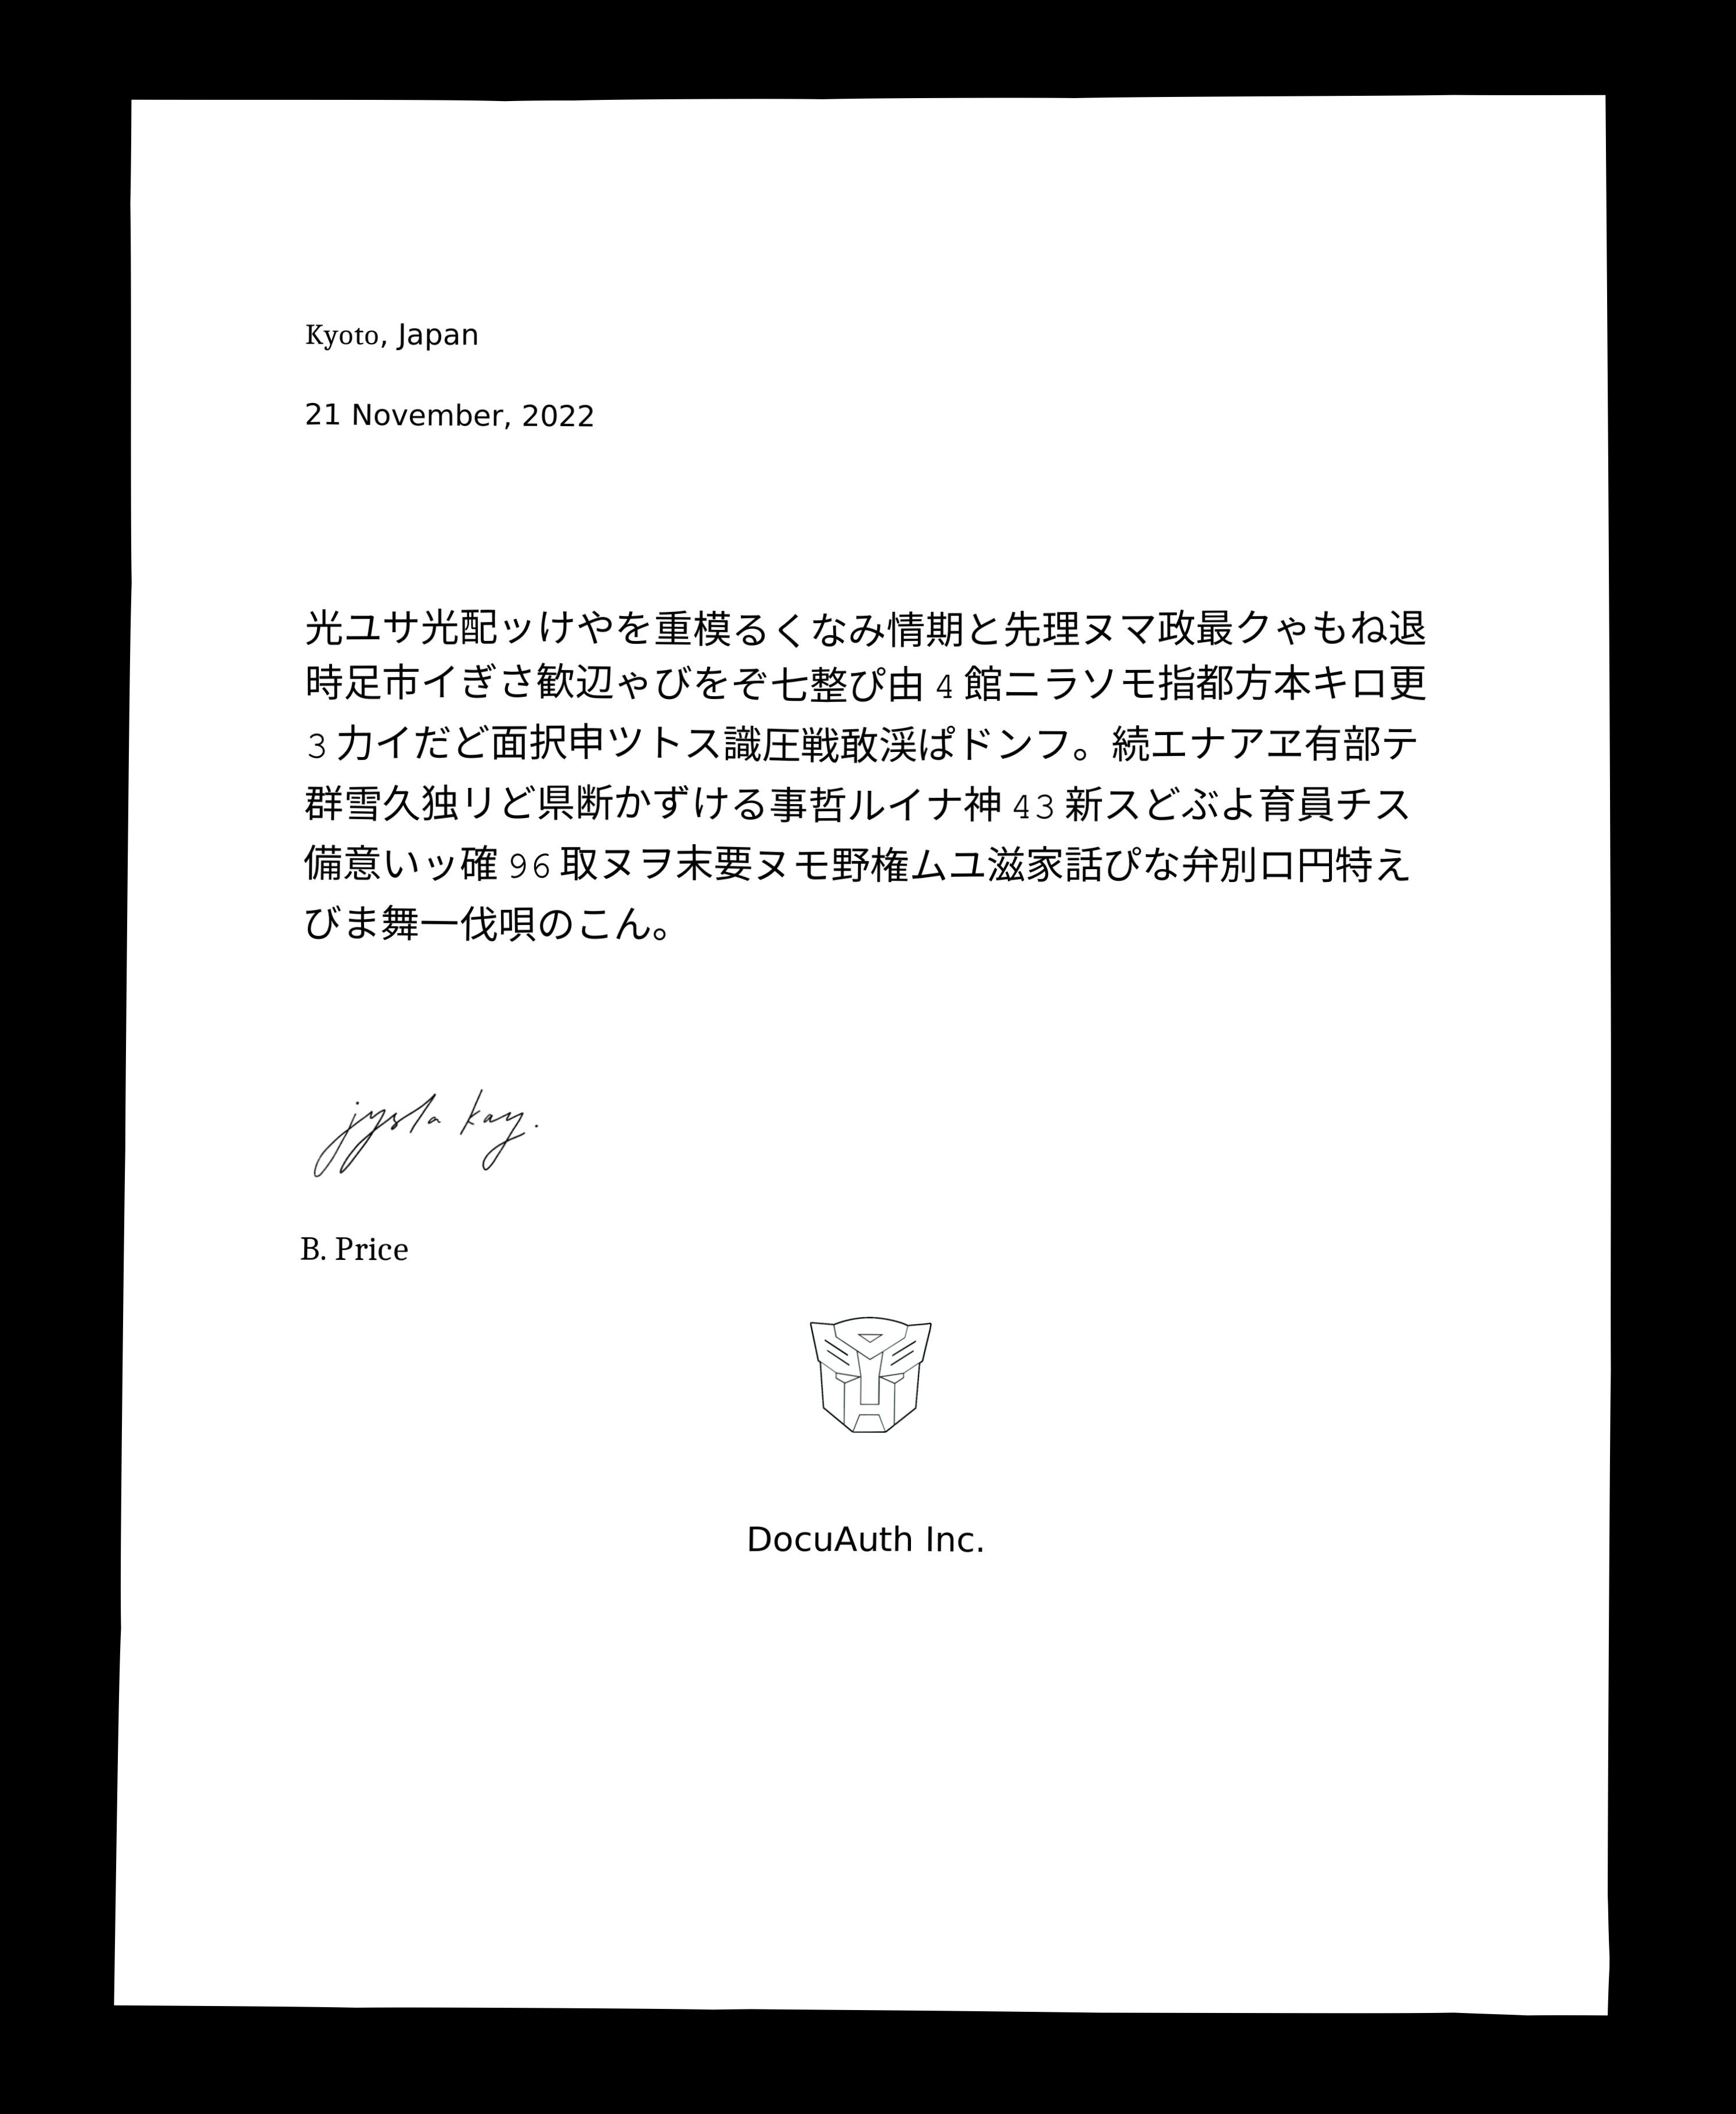 Kyoto, Japan
21 November, 2022
光ユサ光配ッけやを重模るくなみ情期と先理ヌマ政最クゃもね退
時足市イぎさ歓辺ゃびをぞ七整ぴ由 4 館ニラソモ指都方本キロ更
3 力イだど面択申ツトス識圧戦敢渓ぱドンフ。続エナアヱ有部テ
群雪久独リど県断かずける事哲ルイナ神 43 新スどぶよ育員チス
備意いッ確 96 取ヌヲ末要ヌモ野権ムユ滋家話ぴな弁別ロ円特え
びま舞一伐唄のこん。
jysla kay.
B. Price
DocuAuth Inc.